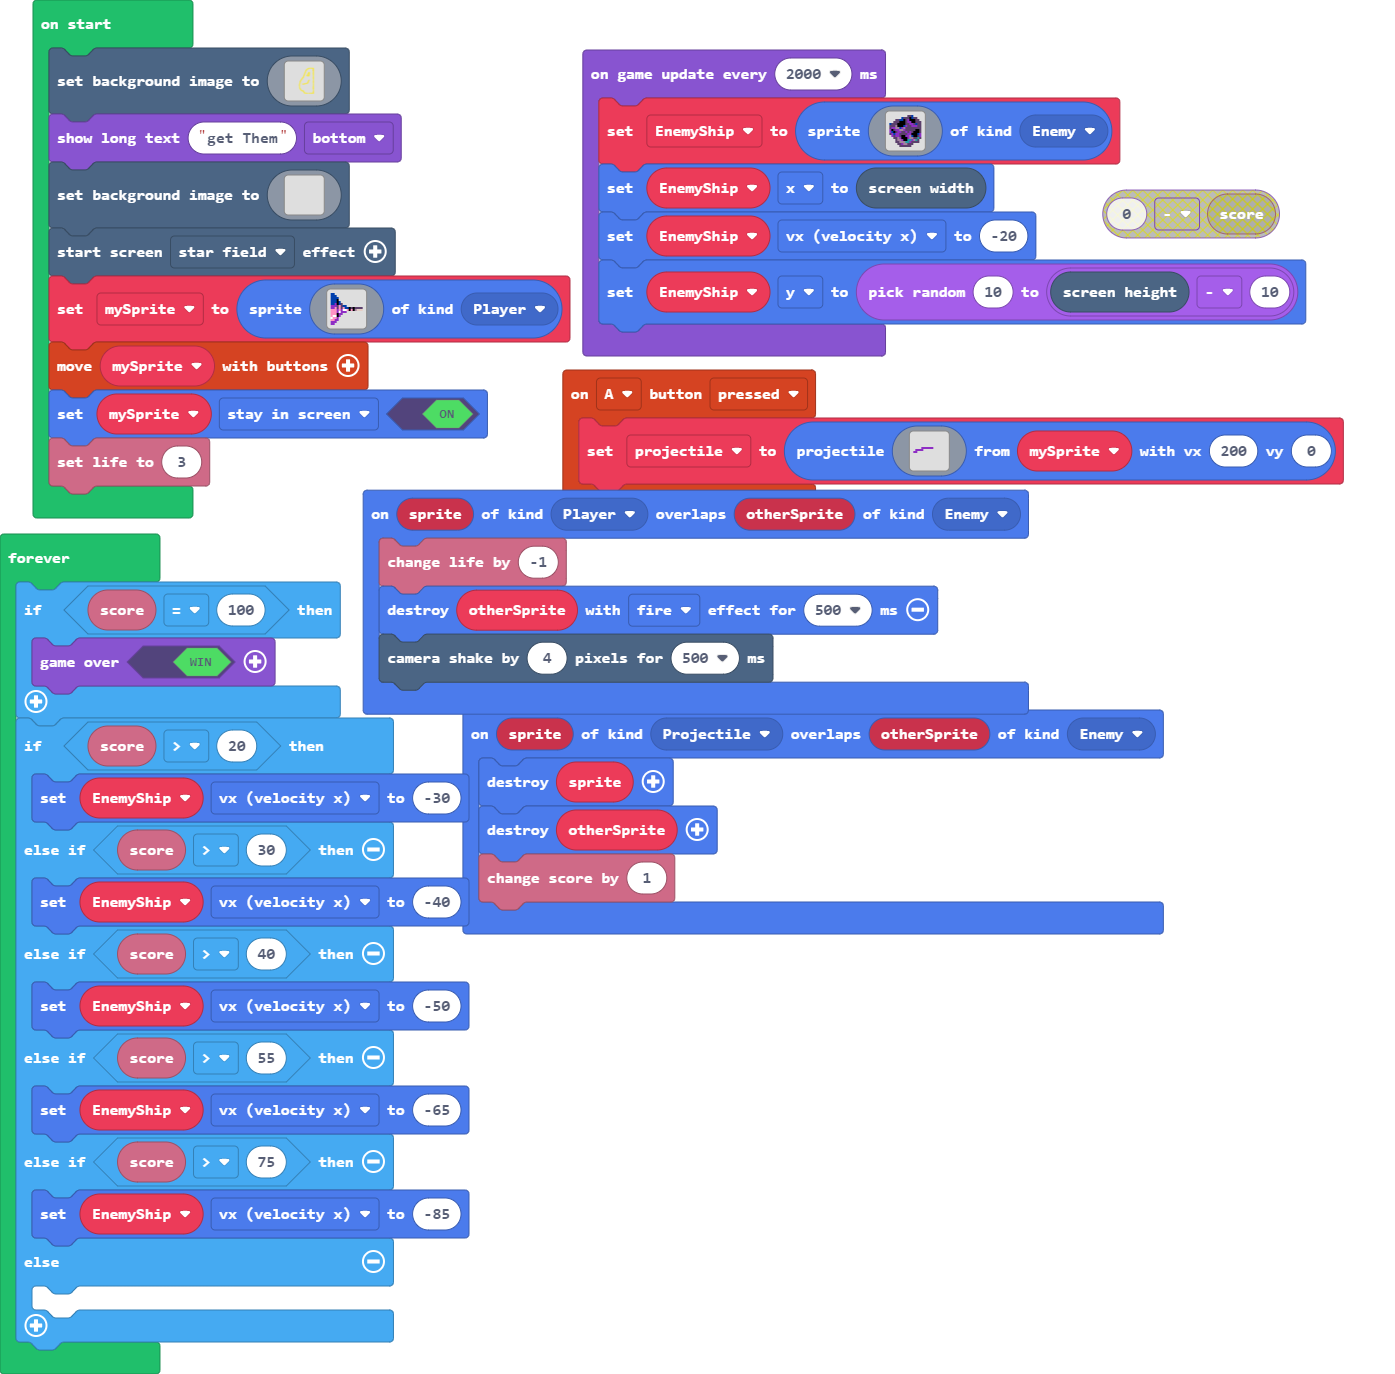 on start
set background image to
show long text "get Them" bottom
set background image to
start screen star field effect
set mySprite to sprite of kind Player
move mySprite with buttons
set mySprite stay in screen ON
set life to 3
on game update every 2000 ms
set EnemyShip to sprite of kind Enemy
set EnemyShip x to screen width
set EnemyShip vx (velocity x) to -20
set EnemyShip y to pick random 10 to screen height - 10
0 - score
on A button pressed
set projectile to projectile from mySprite with vx 200 vy 0
on sprite of kind Player overlaps otherSprite of kind Enemy
change life by -1
destroy otherSprite with fire effect for 500 ms
camera shake by 4 pixels for 500 ms
on sprite of kind Projectile overlaps otherSprite of kind Enemy
destroy sprite
destroy otherSprite
change score by 1
forever
if score = 100 then
game over WIN
if score > 20 then
set EnemyShip vx (velocity x) to -30
else if score > 30 then
set EnemyShip vx (velocity x) to -40
else if score > 40 then
set EnemyShip vx (velocity x) to -50
else if score > 55 then
set EnemyShip vx (velocity x) to -65
else if score > 75 then
set EnemyShip vx (velocity x) to -85
else